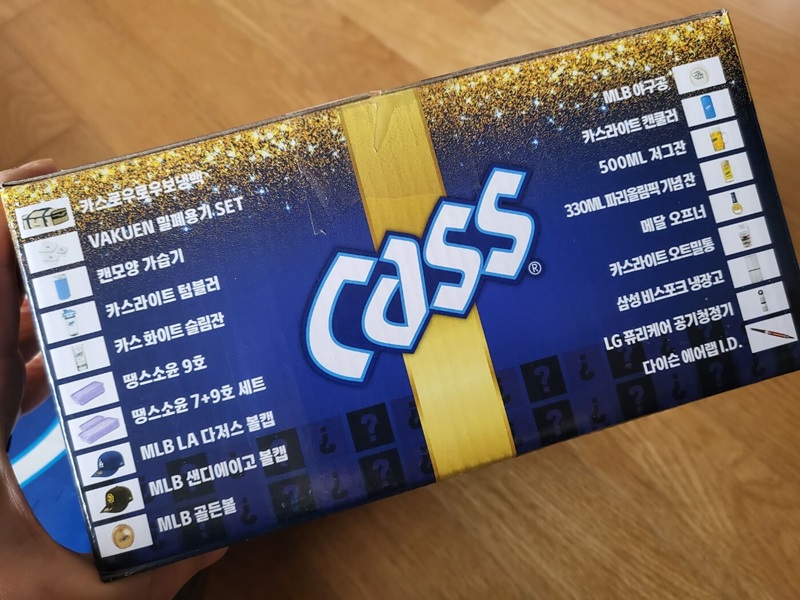 카스로우로우보냉백
VAKUEN 밀폐용기 SET
캔모양 가습기
카스라이트 텀블러
카스 화이트 슬림잔
땡스소윤 9호
땡스소윤 7+9호 세트
MLB LA 다저스 볼캡
MLB 샌디에이고 볼캡
MLB 골든볼
Cass®
MLB 야구공
카스라이트 캔쿨러
500ML 저그잔
330ML 파리올림픽 기념 잔
메달 오프너
카스라이트 오트밀통
삼성 비스포크 냉장고
LG 퓨리케어 공기청정기
다이슨 에어랩 I.D.